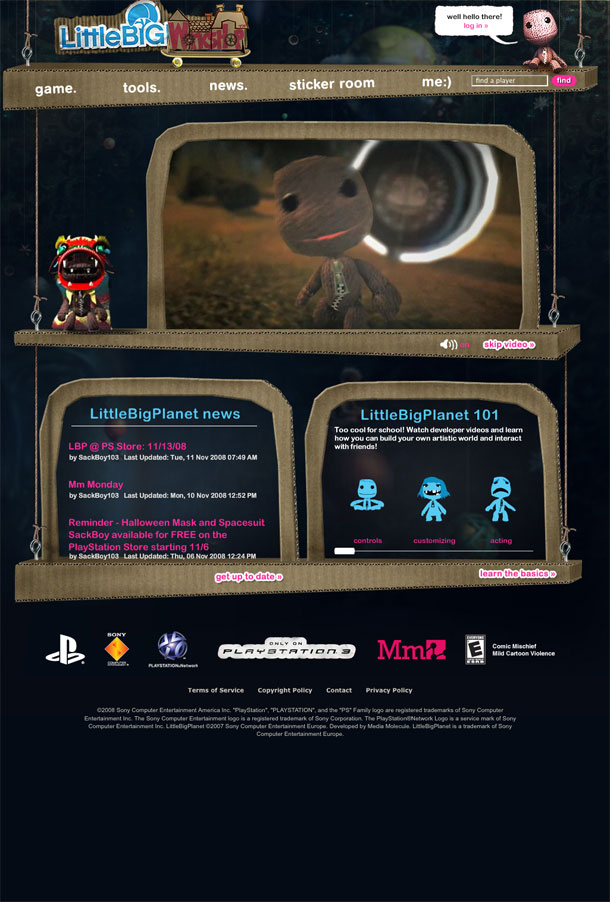 LittleBIG
well hello there!
log in »
game.
tools.
news.
sticker room
me:)
find a player
find
skip video »
LittleBigPlanet news
LBP @ PS Store: 11/13/08
by SackBoy103 Last Updated: Tue, 11 Nov 2008 07:49 AM
Mm Monday
by SackBoy103 Last Updated: Mon, 10 Nov 2008 12:52 PM
Reminder - Halloween Mask and Spacesuit
SackBoy available for FREE on the
PlayStation Store starting 11/6
by SackBoy103 Last Updated: Thu, 06 Nov 2008 12:24 PM
get up to date »
LittleBigPlanet 101
Too cool for school! Watch developer videos and learn
how you can build your own artistic world and interact
with friends!
controls
customizing
acting
learn the basics »
SONY
COMPUTER
ENTERTAINMENT
PLAYSTATION®Network
ONLY ON
PLAYSTATION 3
Mm
EVERYONE
E
Comic Mischief
Mild Cartoon Violence
Terms of Service
Copyright Policy
Contact
Privacy Policy
©2008 Sony Computer Entertainment America Inc. "PlayStation", "PLAYSTATION", and the "PS" Family logo are registered trademarks of Sony Computer
Entertainment Inc. The Sony Computer Entertainment logo is a registered trademark of Sony Corporation. The PlayStation®Network Logo is a service mark of Sony
Computer Entertainment Inc. LittleBigPlanet ©2007 Sony Computer Entertainment Europe. Developed by Media Molecule. LittleBigPlanet is a trademark of Sony
Computer Entertainment Europe.